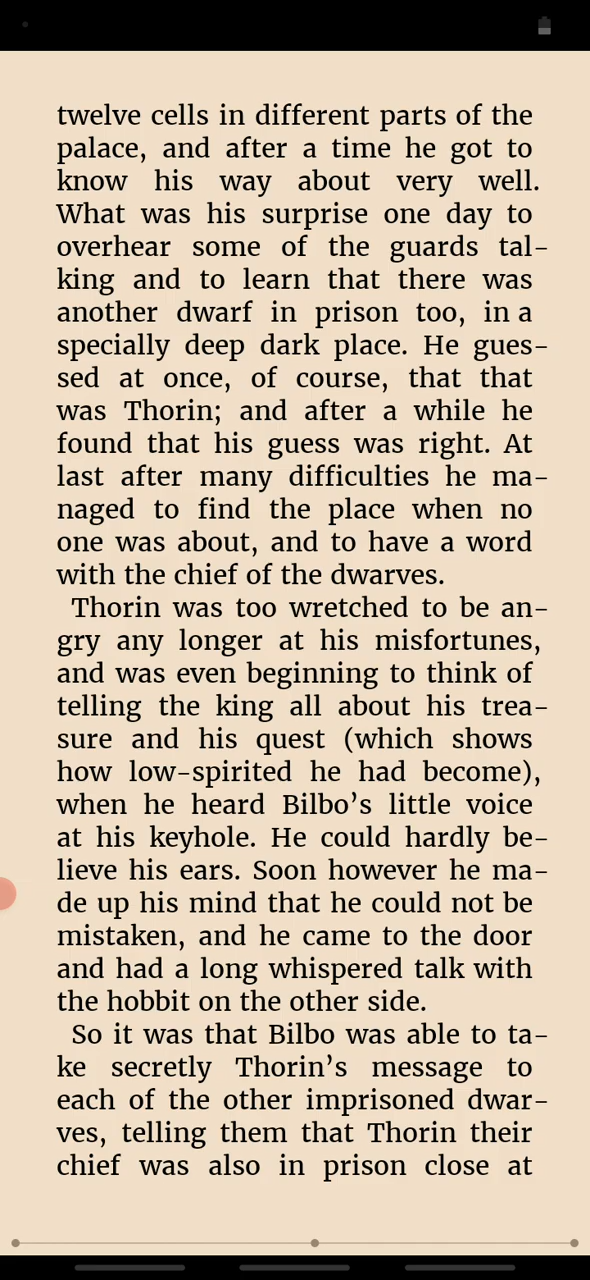 twelve cells in different parts of the
palace, and after a time he got to
know his way about very well.
What was his surprise one day to
overhear some of the guards tal-
king and to learn that there was
another dwarf in prison too, in a
specially deep dark place. He gues-
sed at once, of course, that that
was Thorin; and after a while he
found that his guess was right. At
last after many difficulties he ma-
naged to find the place when no
one was about, and to have a word
with the chief of the dwarves.
Thorin was too wretched to be an-
gry any longer at his misfortunes,
and was even beginning to think of
telling the king all about his trea-
sure and his quest (which shows
how low-spirited he had become),
when he heard Bilbo’s little voice
at his keyhole. He could hardly be-
lieve his ears. Soon however he ma-
de up his mind that he could not be
mistaken, and he came to the door
and had a long whispered talk with
the hobbit on the other side.
So it was that Bilbo was able to ta-
ke secretly Thorin’s message to
each of the other imprisoned dwar-
ves, telling them that Thorin their
chief was also in prison close at